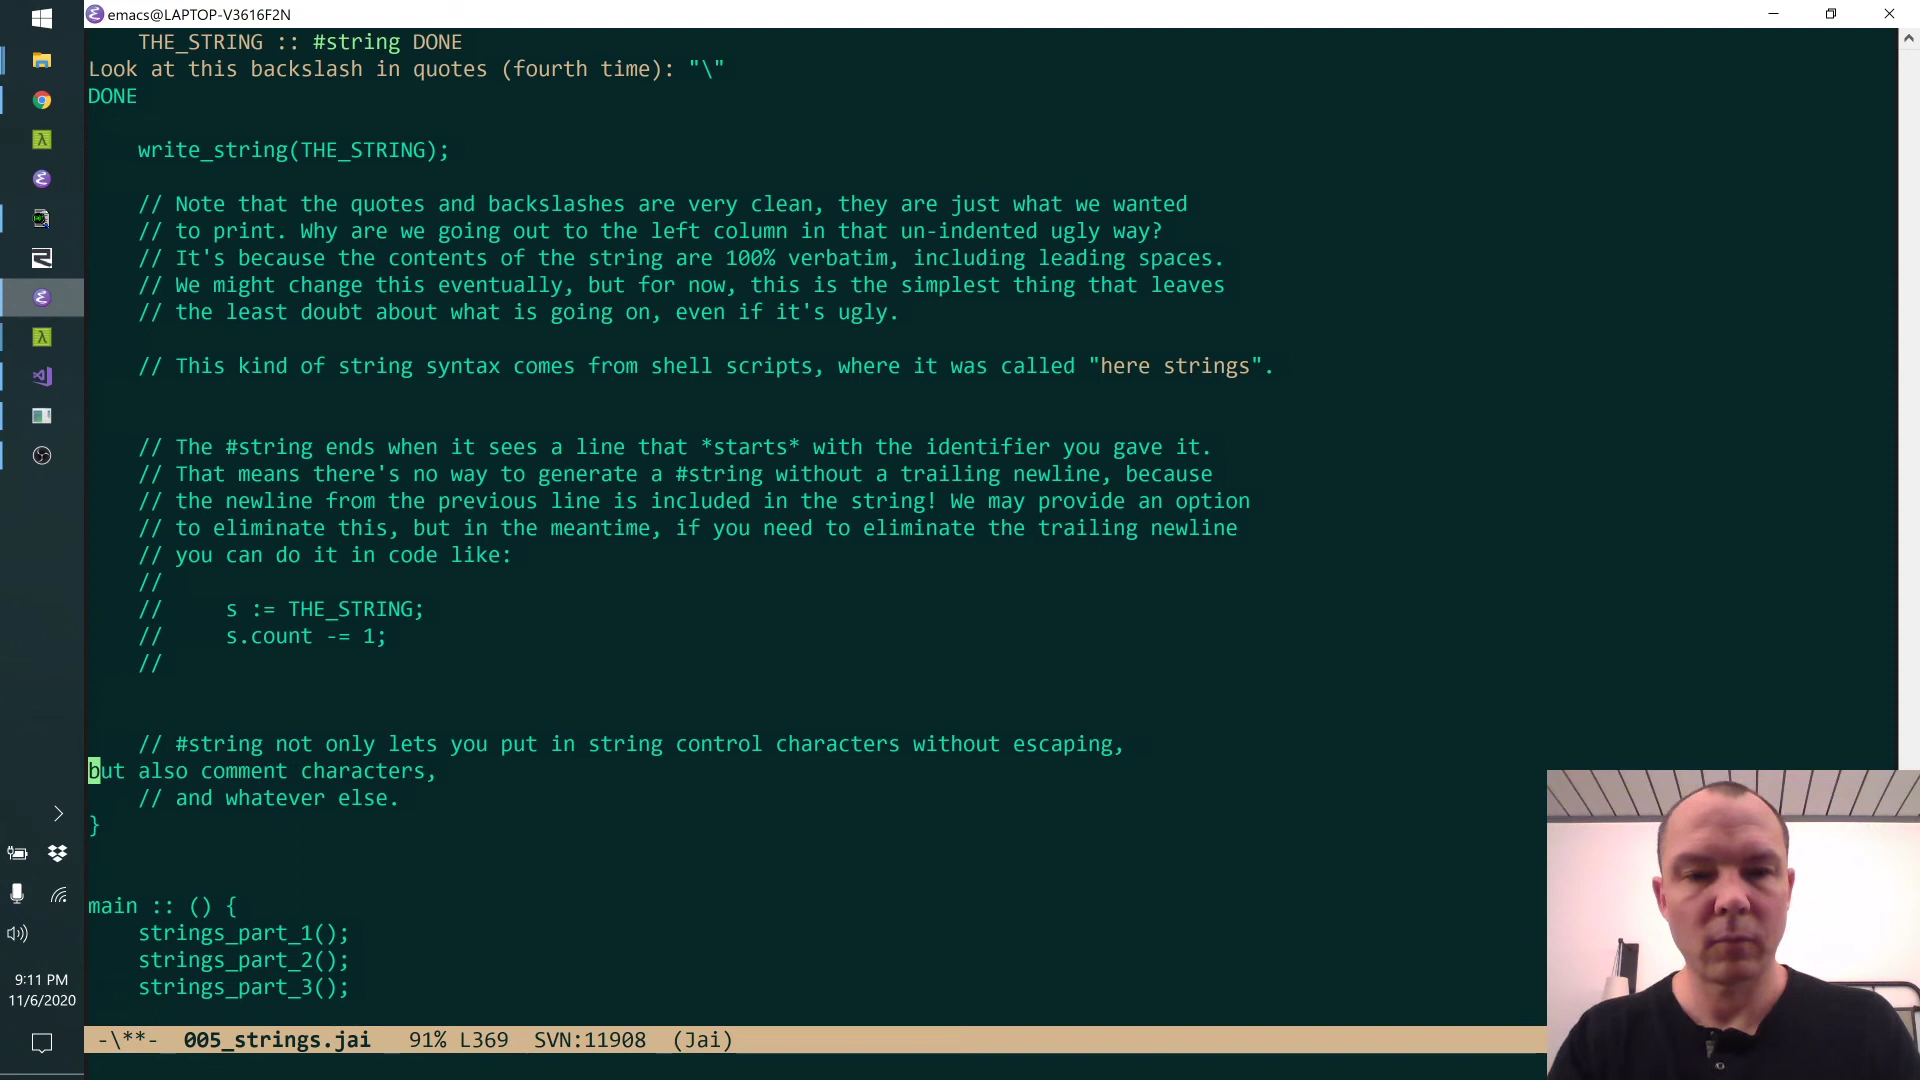 emacs@LAPTOP-V3616F2N
THE_STRING :: #string DONE
Look at this backslash in quotes (fourth time): "\"
DONE
write_string(THE_STRING);
// Note that the quotes and backslashes are very clean, they are just what we wanted
// to print. Why are we going out to the left column in that un-indented ugly way?
// It's because the contents of the string are 100% verbatim, including leading spaces.
// We might change this eventually, but for now, this is the simplest thing that leaves
// the least doubt about what is going on, even if it's ugly.
// This kind of string syntax comes from shell scripts, where it was called "here strings".
// The #string ends when it sees a line that *starts* with the identifier you gave it.
// That means there's no way to generate a #string without a trailing newline, because
// the newline from the previous line is included in the string! We may provide an option
// to eliminate this, but in the meantime, if you need to eliminate the trailing newline
// you can do it in code like:
//
//     s := THE_STRING;
//     s.count -= 1;
//
// #string not only lets you put in string control characters without escaping,
but also comment characters,
// and whatever else.
}
main :: () {
strings_part_1();
strings_part_2();
strings_part_3();
9:11 PM
11/6/2020
-\**-  005_strings.jai   91% L369  SVN:11908  (Jai)